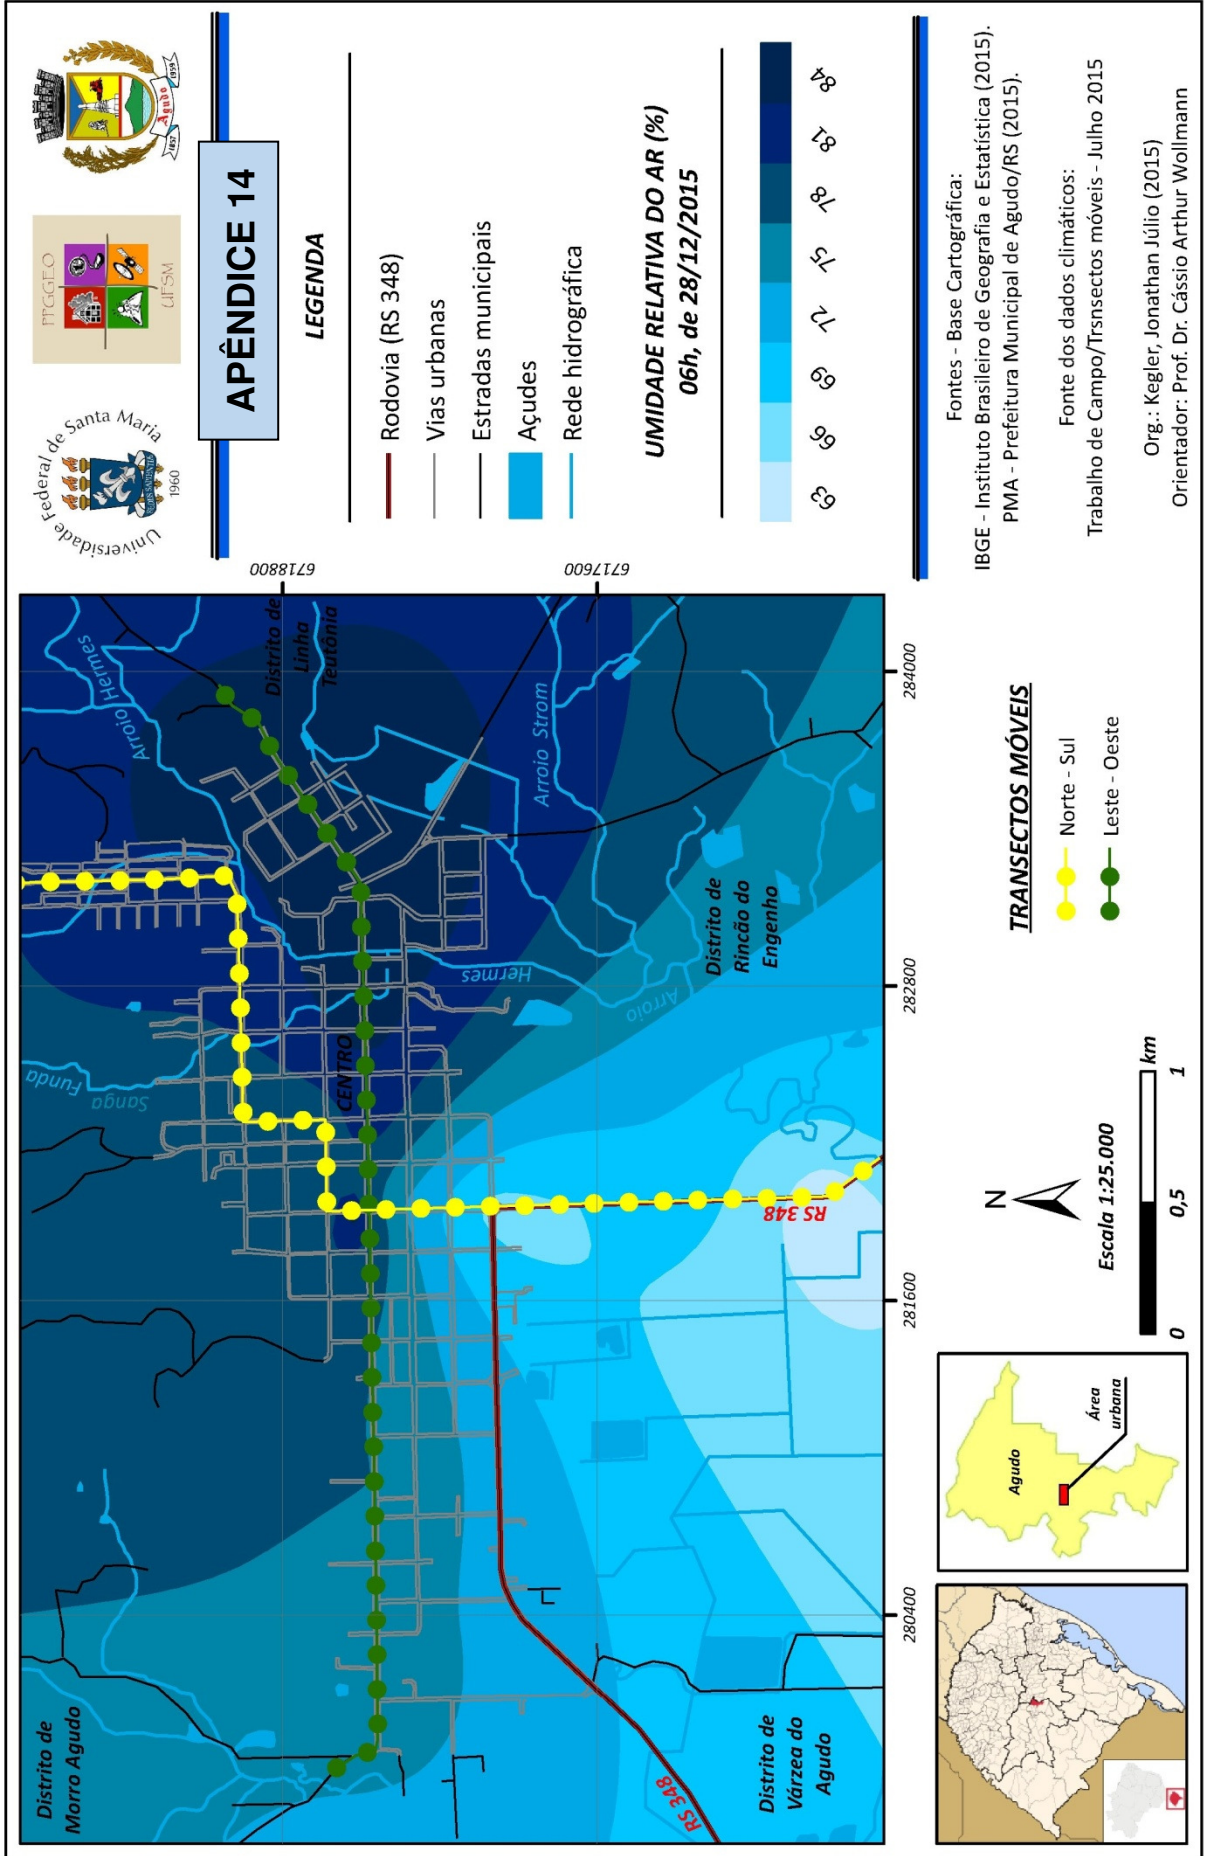 Universidade Federal de Santa Maria
1960
PPGGEO
UFSM
1857
Agudo
1959
APÊNDICE 14
LEGENDA
Rodovia (RS 348)
Vias urbanas
Estradas municipais
Açudes
Rede hidrográfica
UMIDADE RELATIVA DO AR (%)
06h, de 28/12/2015
63
66
69
72
75
78
81
84
Fontes - Base Cartográfica:
IBGE - Instituto Brasileiro de Geografia e Estatística (2015).
PMA - Prefeitura Municipal de Agudo/RS (2015).
Fonte dos dados climáticos:
Trabalho de Campo/Trsnsectos móveis - Julho 2015
Org.: Kegler, Jonathan Júlio (2015)
Orientador: Prof. Dr. Cássio Arthur Wollmann
Distrito de
Morro Agudo
Sanga Funda
Arroio Hermes
Distrito de
Linha
Teutônia
CENTRO
Hermes
Arroio
Arroio Strom
Distrito de
Rincão do
Engenho
Distrito de
Várzea do
Agudo
RS 348
RS 348
6718800
6717600
280400
281600
282800
284000
Agudo
Área
urbana
N
Escala 1:25.000
0
0,5
1
km
TRANSECTOS MÓVEIS
Norte - Sul
Leste - Oeste